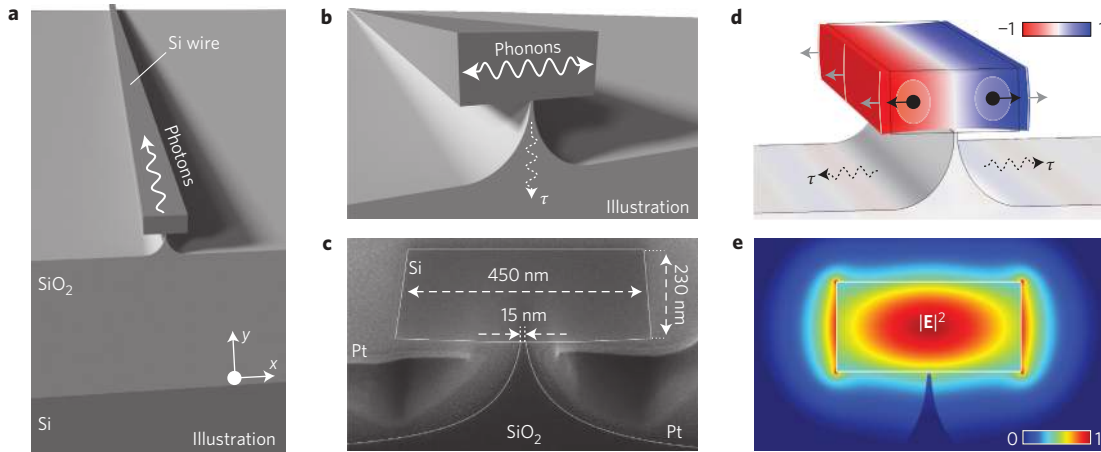 a
Si wire
Photons
SiO₂
y
x
Si
Illustration
b
Phonons
τ
Illustration
c
Si
450 nm
230 nm
15 nm
Pt
SiO₂
Pt
d
−1
1
τ
τ
e
|E|²
0
1